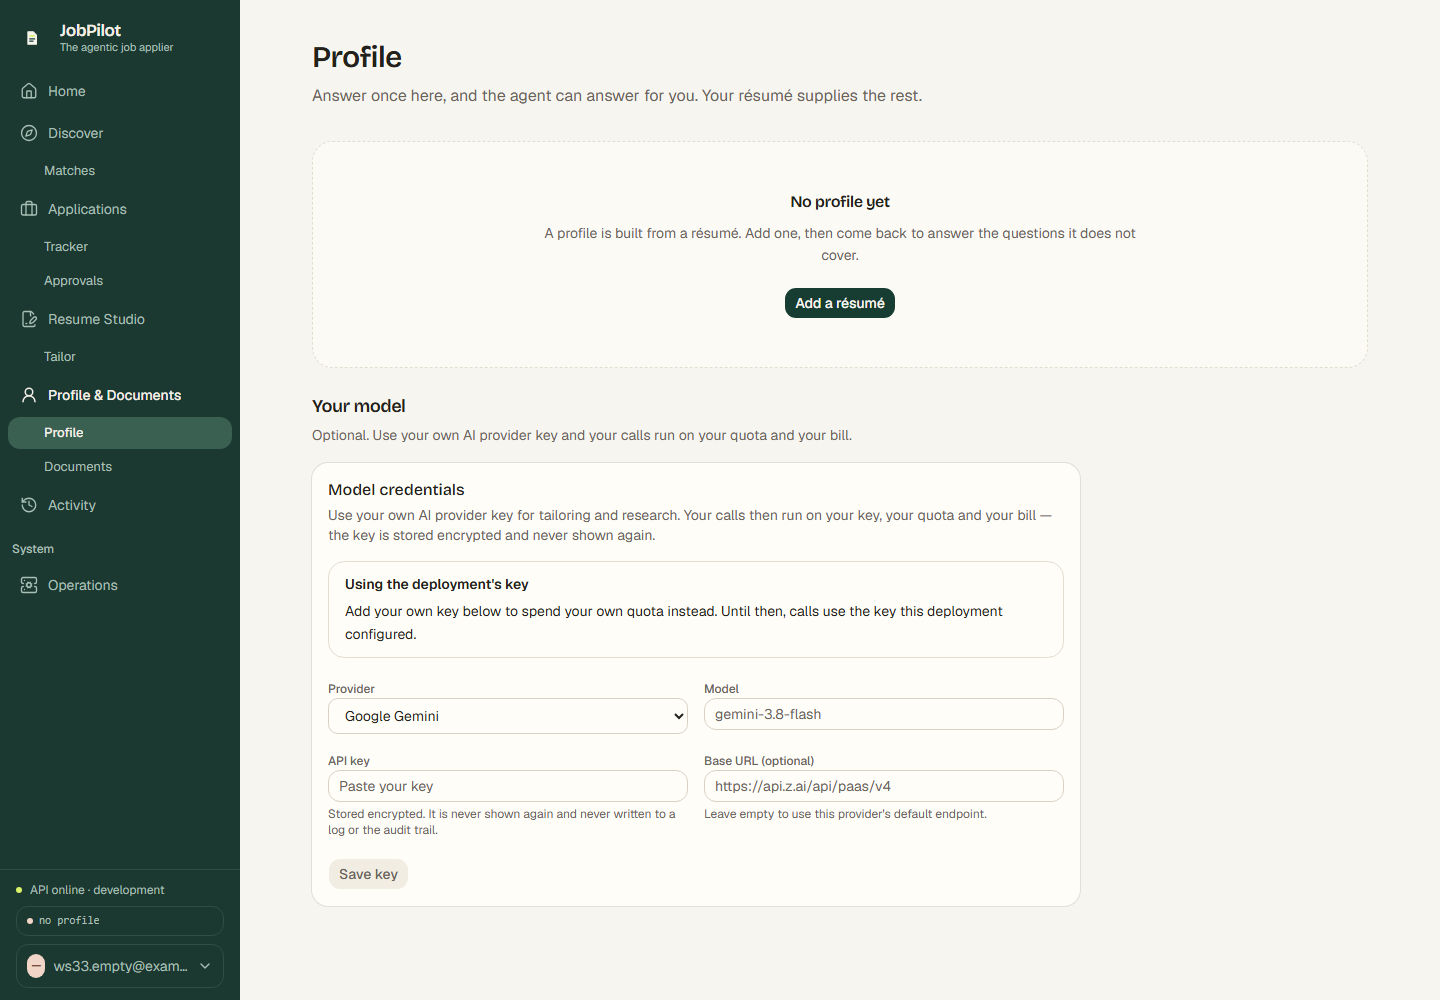 JobPilot
The agentic job applier
Home
Discover
Matches
Applications
Tracker
Approvals
Resume Studio
Tailor
Profile & Documents
Profile
Documents
Activity
System
Operations
API online · development
no profile
ws33.empty@exam...
Profile
Answer once here, and the agent can answer for you. Your résumé supplies the rest.
No profile yet
A profile is built from a résumé. Add one, then come back to answer the questions it does not
cover.
Add a résumé
Your model
Optional. Use your own AI provider key and your calls run on your quota and your bill.
Model credentials
Use your own AI provider key for tailoring and research. Your calls then run on your key, your quota and your bill —
the key is stored encrypted and never shown again.
Using the deployment's key
Add your own key below to spend your own quota instead. Until then, calls use the key this deployment
configured.
Provider
Google Gemini
Model
gemini-3.8-flash
API key
Paste your key
Stored encrypted. It is never shown again and never written to a
log or the audit trail.
Base URL (optional)
https://api.z.ai/api/paas/v4
Leave empty to use this provider's default endpoint.
Save key